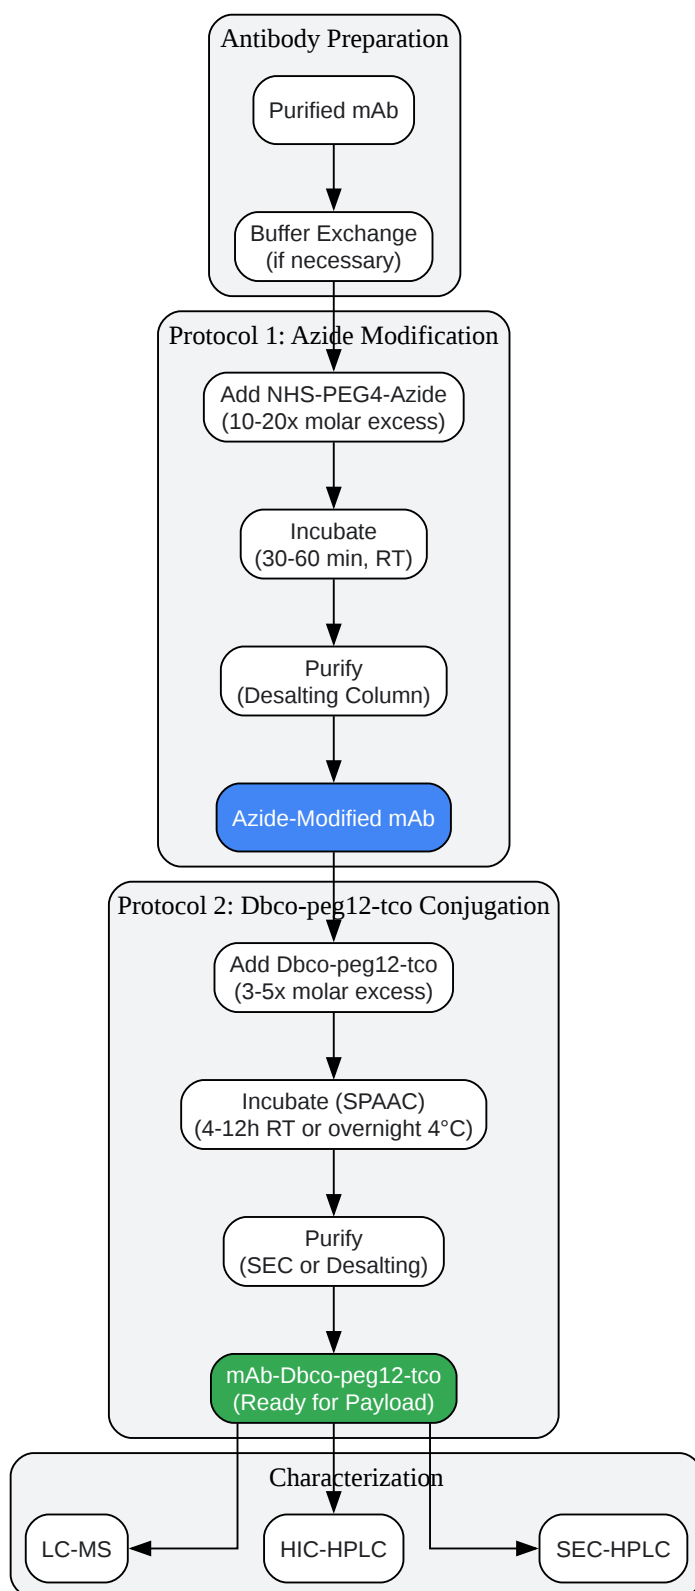 Antibody Preparation
Purified mAb
Buffer Exchange
(if necessary)
Protocol 1: Azide Modification
Add NHS-PEG4-Azide
(10-20x molar excess)
Incubate
(30-60 min, RT)
Purify
(Desalting Column)
Azide-Modified mAb
Protocol 2: Dbco-peg12-tco Conjugation
Add Dbco-peg12-tco
(3-5x molar excess)
Incubate (SPAAC)
(4-12h RT or overnight 4°C)
Purify
(SEC or Desalting)
mAb-Dbco-peg12-tco
(Ready for Payload)
Characterization
LC-MS
HIC-HPLC
SEC-HPLC